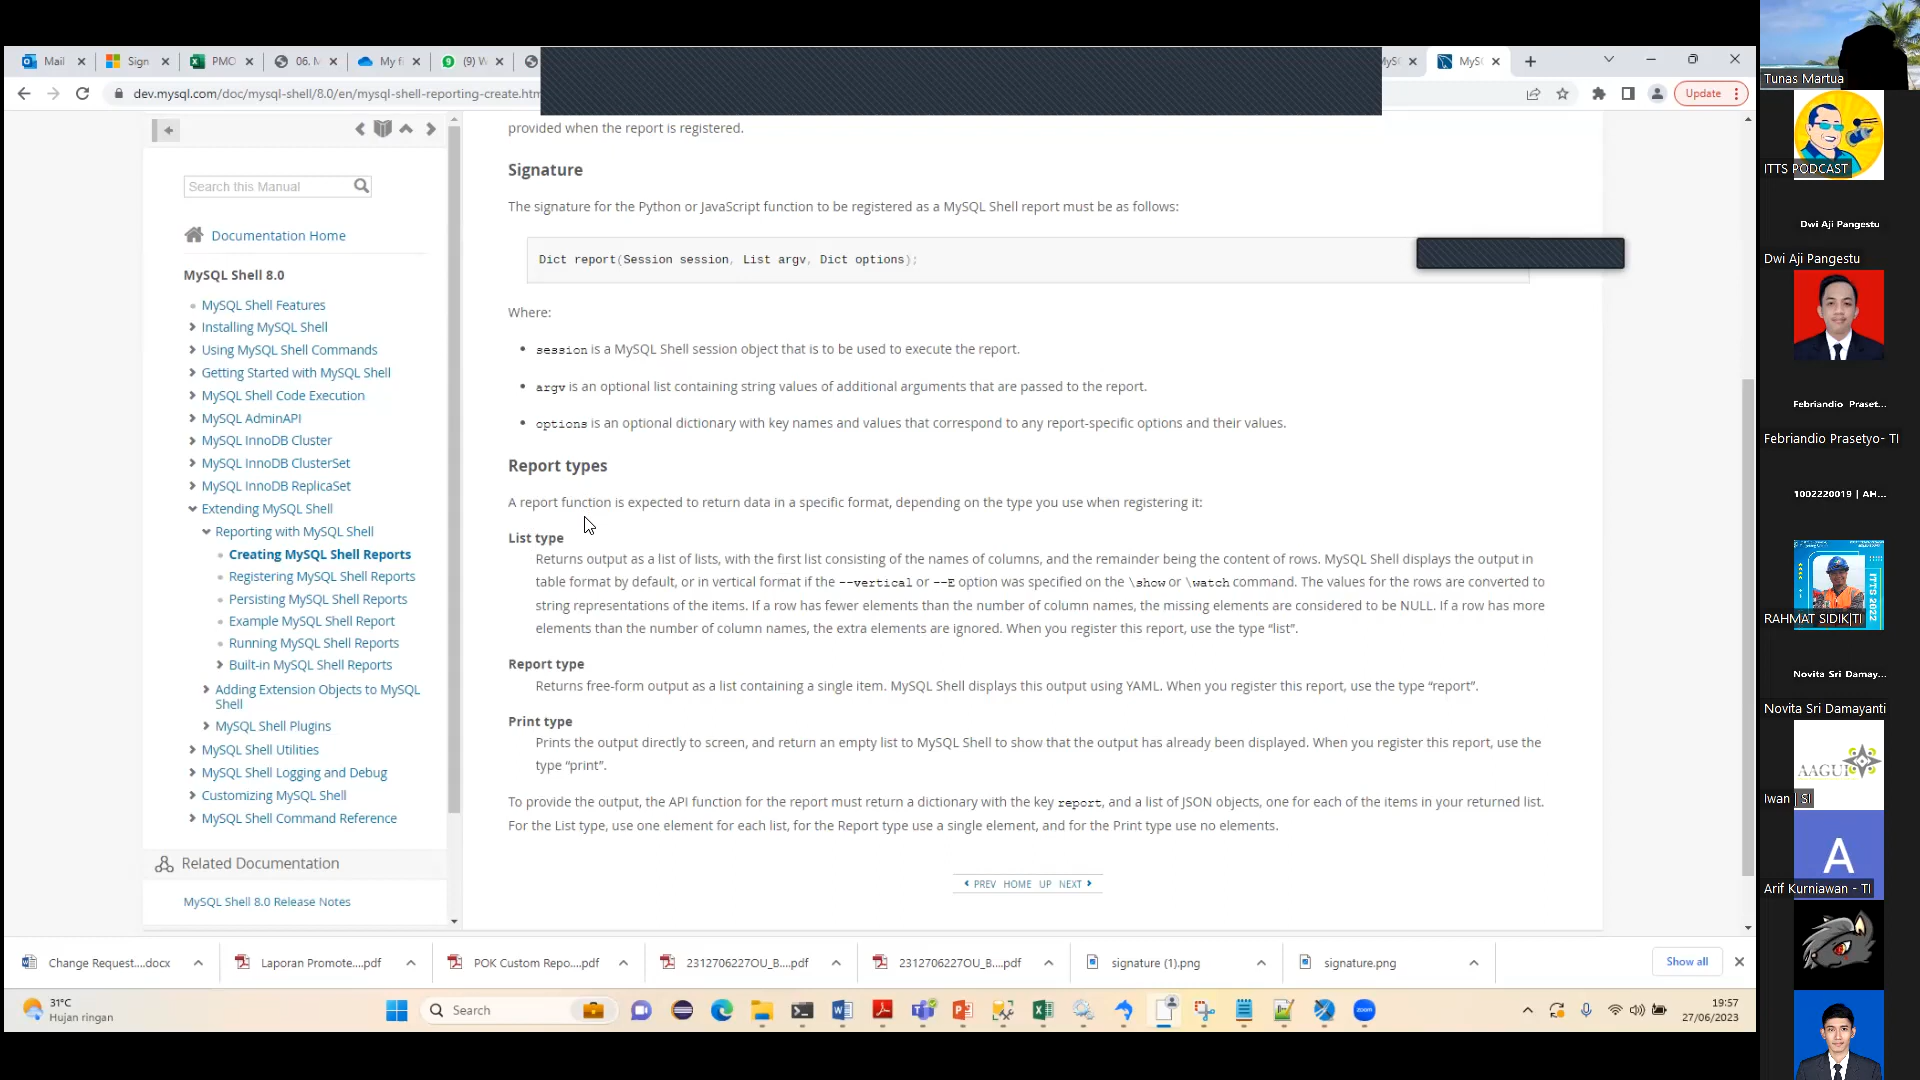 Mail
Sign
PMC
06. M
My f
(9) W
MyS
MyS
dev.mysql.com/doc/mysql-shell/8.0/en/mysql-shell-reporting-create.htm
Update
Search this Manual
Documentation Home
MySQL Shell 8.0
MySQL Shell Features
Installing MySQL Shell
Using MySQL Shell Commands
Getting Started with MySQL Shell
MySQL Shell Code Execution
MySQL AdminAPI
MySQL InnoDB Cluster
MySQL InnoDB ClusterSet
MySQL InnoDB ReplicaSet
Extending MySQL Shell
Reporting with MySQL Shell
Creating MySQL Shell Reports
Registering MySQL Shell Reports
Persisting MySQL Shell Reports
Example MySQL Shell Report
Running MySQL Shell Reports
Built-in MySQL Shell Reports
Adding Extension Objects to MySQL
Shell
MySQL Shell Plugins
MySQL Shell Utilities
MySQL Shell Logging and Debug
Customizing MySQL Shell
MySQL Shell Command Reference
Related Documentation
MySQL Shell 8.0 Release Notes
provided when the report is registered.
Signature
The signature for the Python or JavaScript function to be registered as a MySQL Shell report must be as follows:
Dict report(Session session, List argv, Dict options);
Where:
• session is a MySQL Shell session object that is to be used to execute the report.
• argv is an optional list containing string values of additional arguments that are passed to the report.
• options is an optional dictionary with key names and values that correspond to any report-specific options and their values.
Report types
A report function is expected to return data in a specific format, depending on the type you use when registering it:
List type
Returns output as a list of lists, with the first list consisting of the names of columns, and the remainder being the content of rows. MySQL Shell displays the output in
table format by default, or in vertical format if the --vertical or --E option was specified on the \show or \watch command. The values for the rows are converted to
string representations of the items. If a row has fewer elements than the number of column names, the missing elements are considered to be NULL. If a row has more
elements than the number of column names, the extra elements are ignored. When you register this report, use the type “list”.
Report type
Returns free-form output as a list containing a single item. MySQL Shell displays this output using YAML. When you register this report, use the type “report”.
Print type
Prints the output directly to screen, and return an empty list to MySQL Shell to show that the output has already been displayed. When you register this report, use the
type “print”.
To provide the output, the API function for the report must return a dictionary with the key report, and a list of JSON objects, one for each of the items in your returned list.
For the List type, use one element for each list, for the Report type use a single element, and for the Print type use no elements.
PREV HOME UP NEXT
Change Request....docx
Laporan Promote....pdf
POK Custom Repo....pdf
2312706227OU_B....pdf
2312706227OU_B....pdf
signature (1).png
signature.png
Show all
31°C
Hujan ringan
Search
zoom
19:57
27/06/2023
Tunas Martua
ITTS PODCAST
Dwi Aji Pangestu
Dwi Aji Pangestu
Febriandio Praset...
Febriandio Prasetyo- TI
1002220019 | AH...
ITTS 2022
RAHMAT SIDIK|TI
Novita Sri Damay...
Novita Sri Damayanti
AAGUI
Iwan | SI
A
Arif Kurniawan - TI